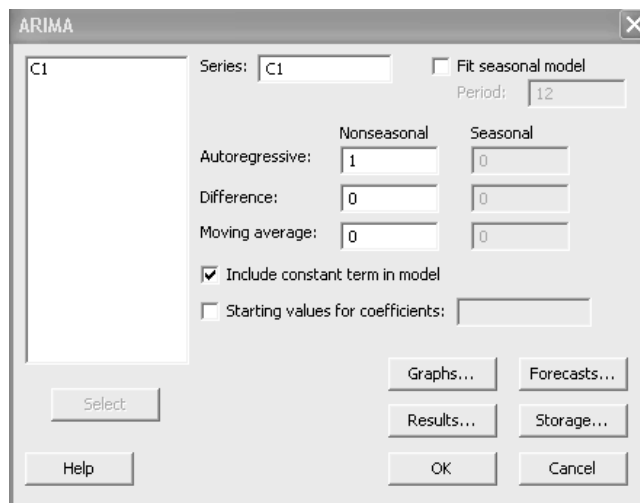 ARIMA
C1
Series: C1
Fit seasonal model
Period: 12
Nonseasonal Seasonal
Autoregressive: 1 0
Difference: 0 0
Moving average: 0 0
Include constant term in model
Starting values for coefficients:
Graphs... Forecasts...
Select
Results... Storage...
Help OK Cancel